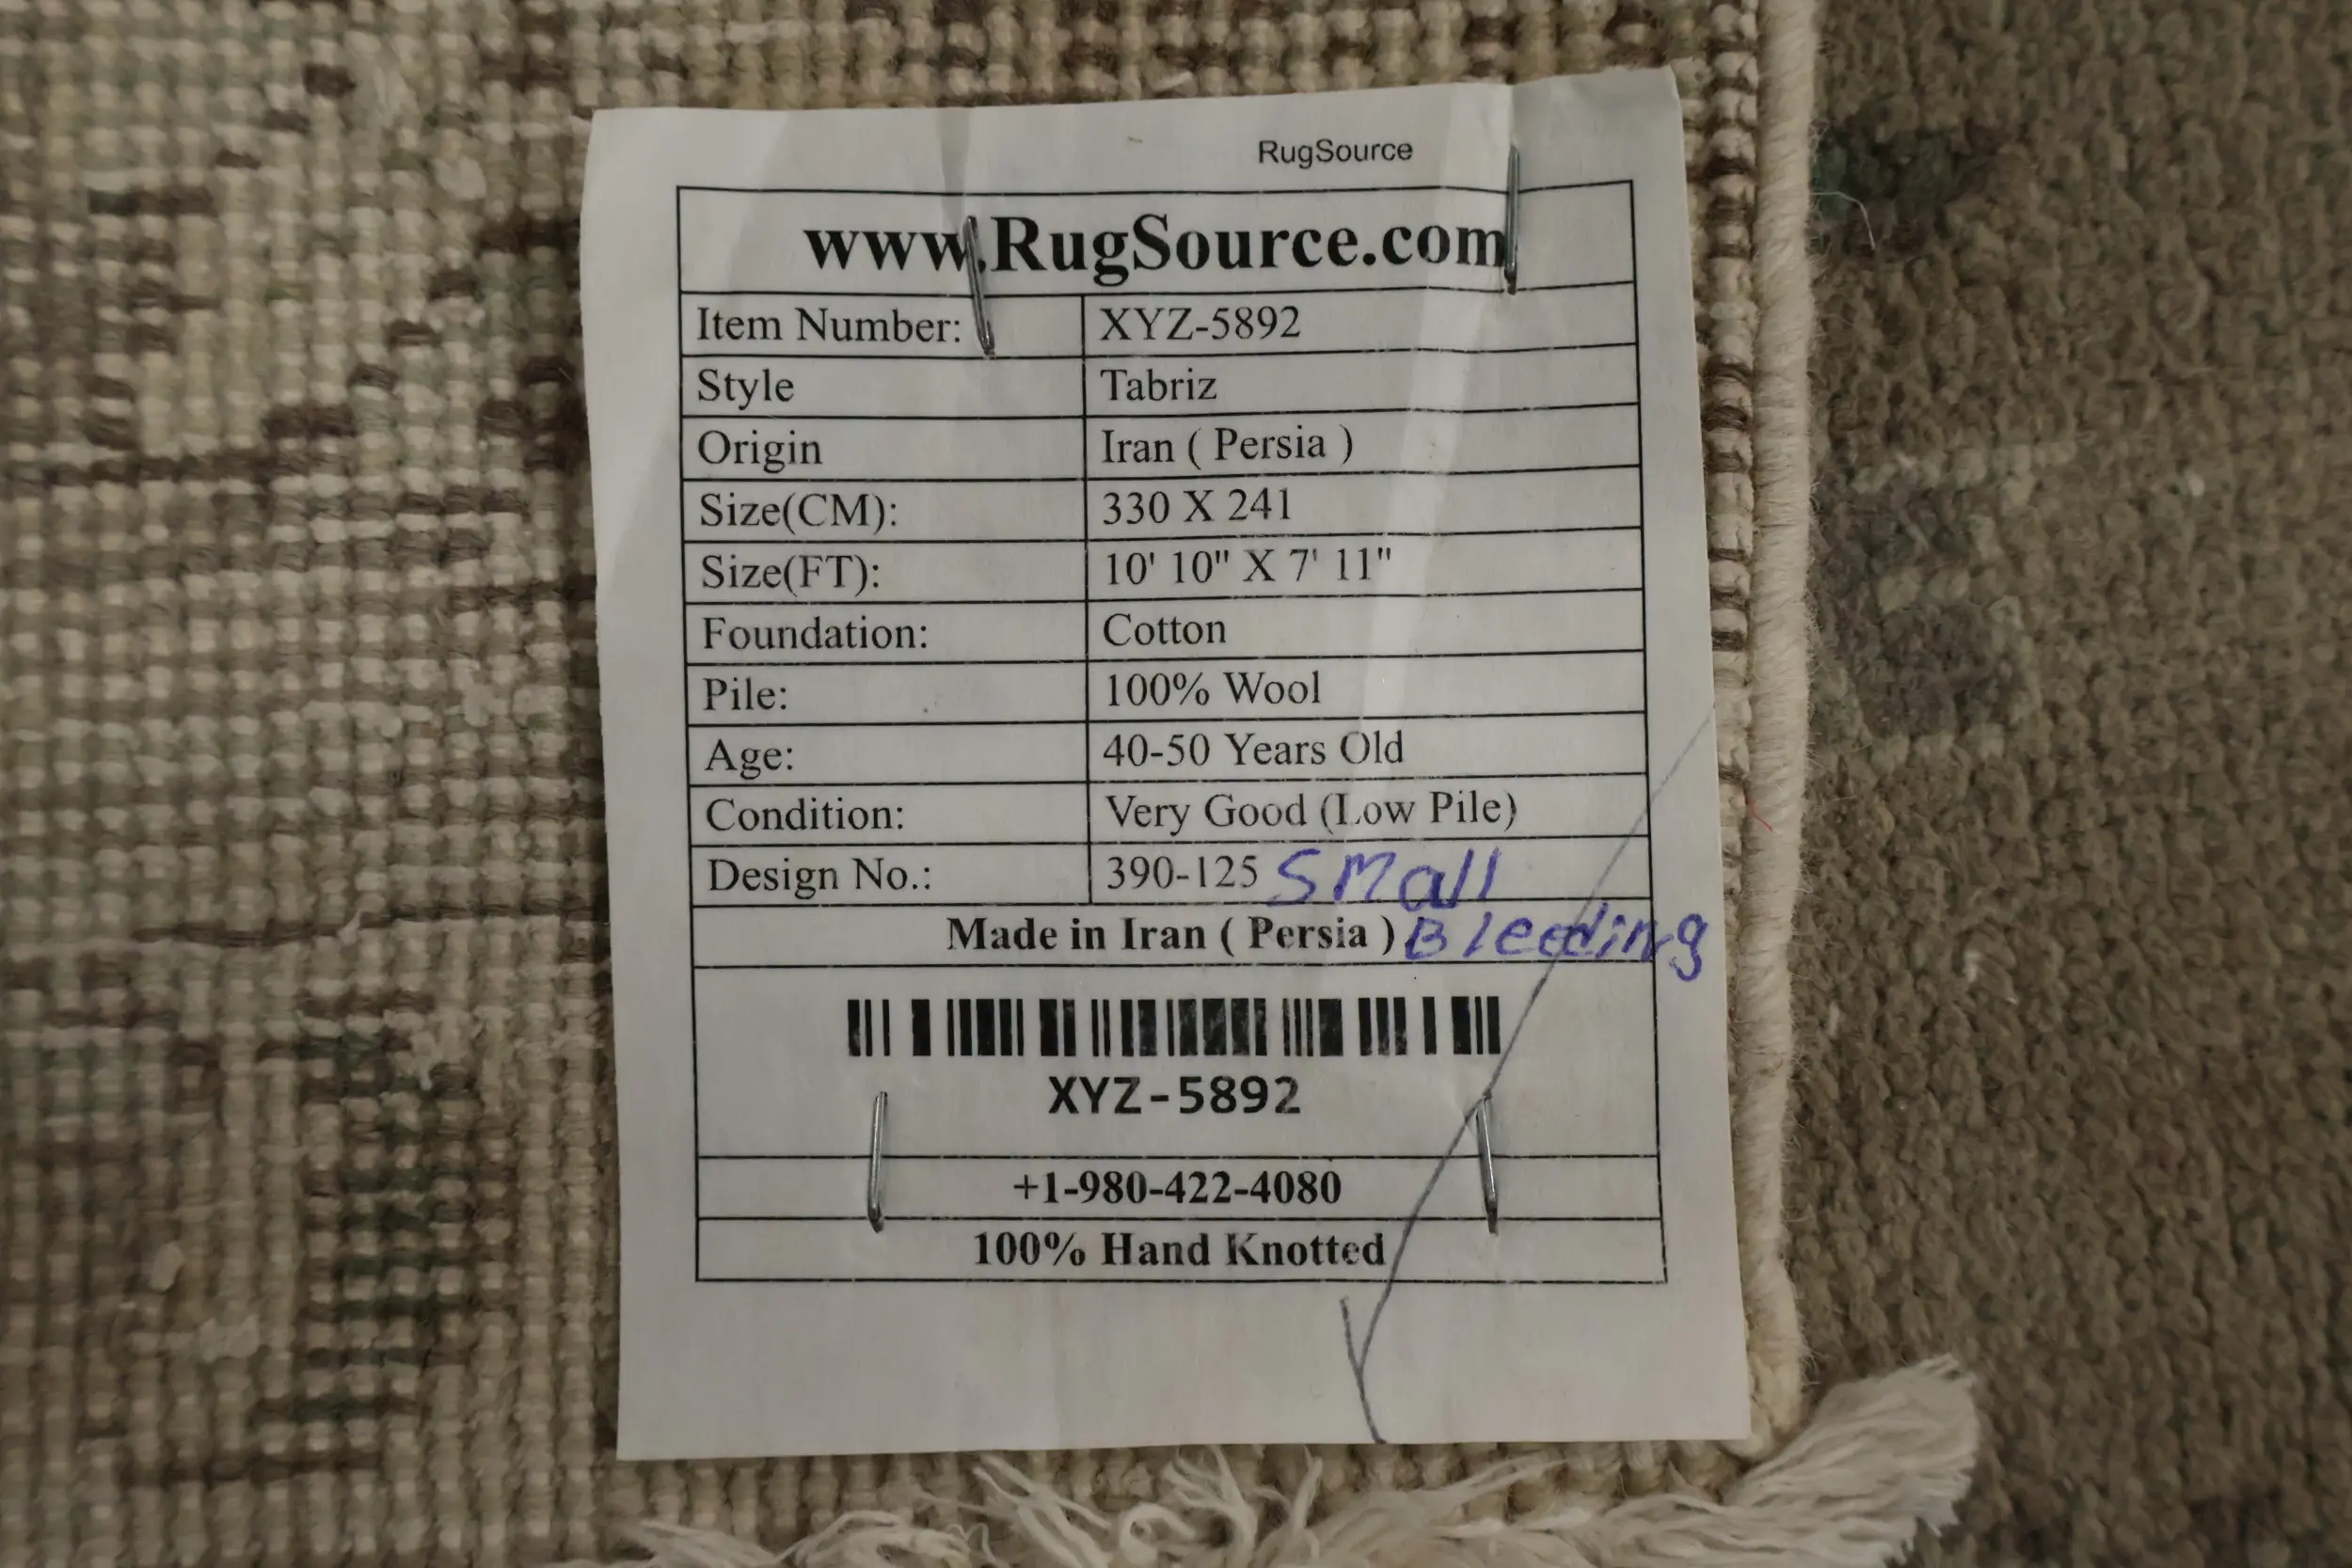 RugSource
www.RugSource.com
Item Number: XYZ-5892
Style Tabriz
Origin Iran ( Persia )
Size(CM): 330 X 241
Size(FT): 10' 10" X 7' 11"
Foundation: Cotton
Pile: 100% Wool
Age: 40-50 Years Old
Condition: Very Good (Low Pile)
Design No.: 390-125 Small
Made in Iran ( Persia ) Bleeding
XYZ-5892
+1-980-422-4080
100% Hand Knotted